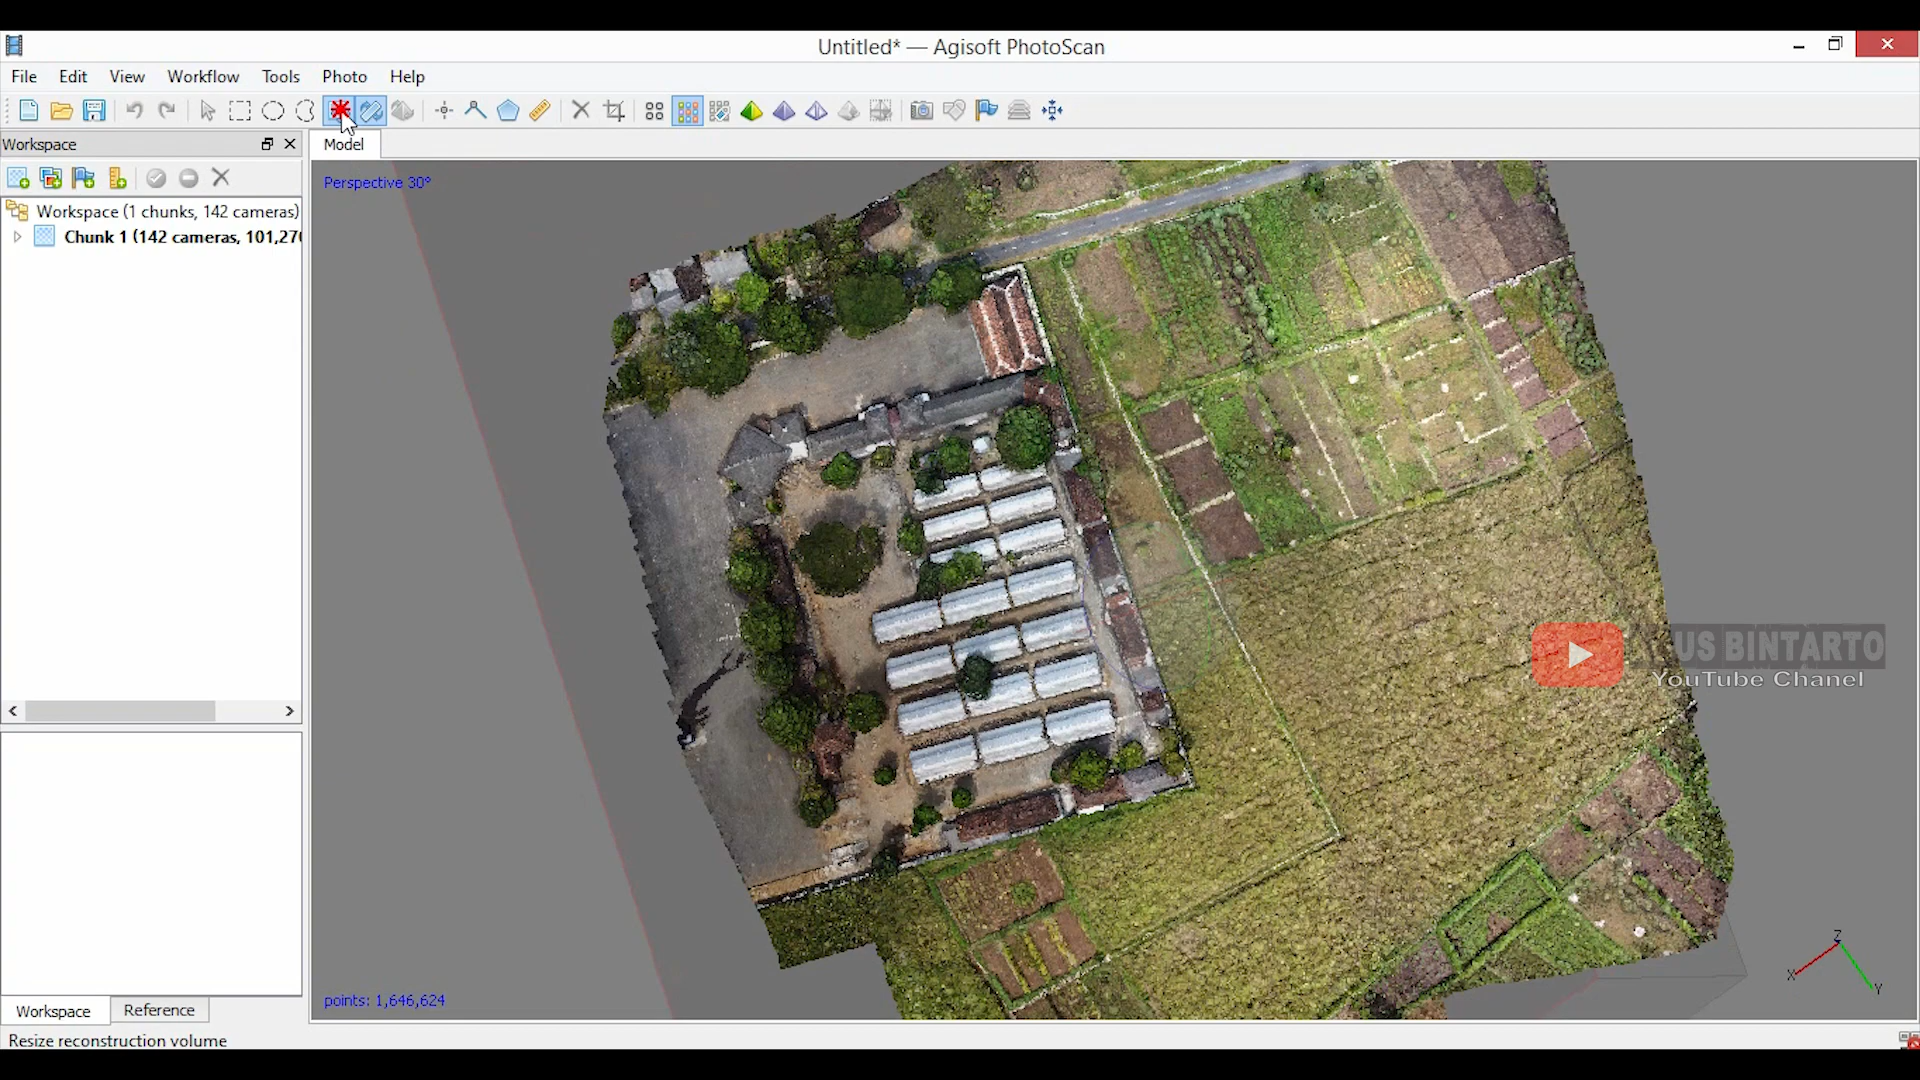 Untitled* — Agisoft PhotoScan
File Edit View Workflow Tools Photo Help
Workspace
Model
Perspective 30°
Workspace (1 chunks, 142 cameras)
Chunk 1 (142 cameras, 101,27
US BINTARTO
YouTube Chanel
Z
X
Y
points: 1,646,624
Workspace Reference
Resize reconstruction volume